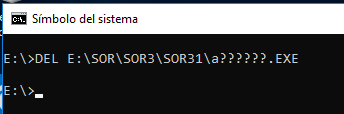 Símbolo del sistema
E:\>DEL E:\SOR\SOR3\SOR31\a??????.EXE
E:\>